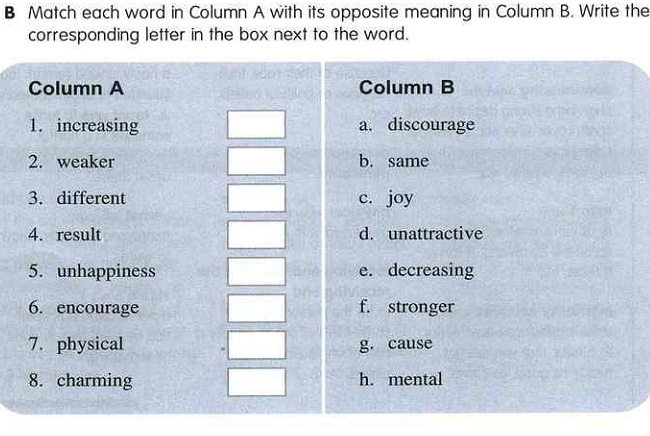 B Match each word in Column A with its opposite meaning in Column B. Write the
corresponding letter in the box next to the word.
Column A Column B
1. increasing a. discourage
2. weaker b. same
3. different c. joy
4. result d. unattractive
5. unhappiness e. decreasing
6. encourage f. stronger
7. physical g. cause
8. charming h. mental